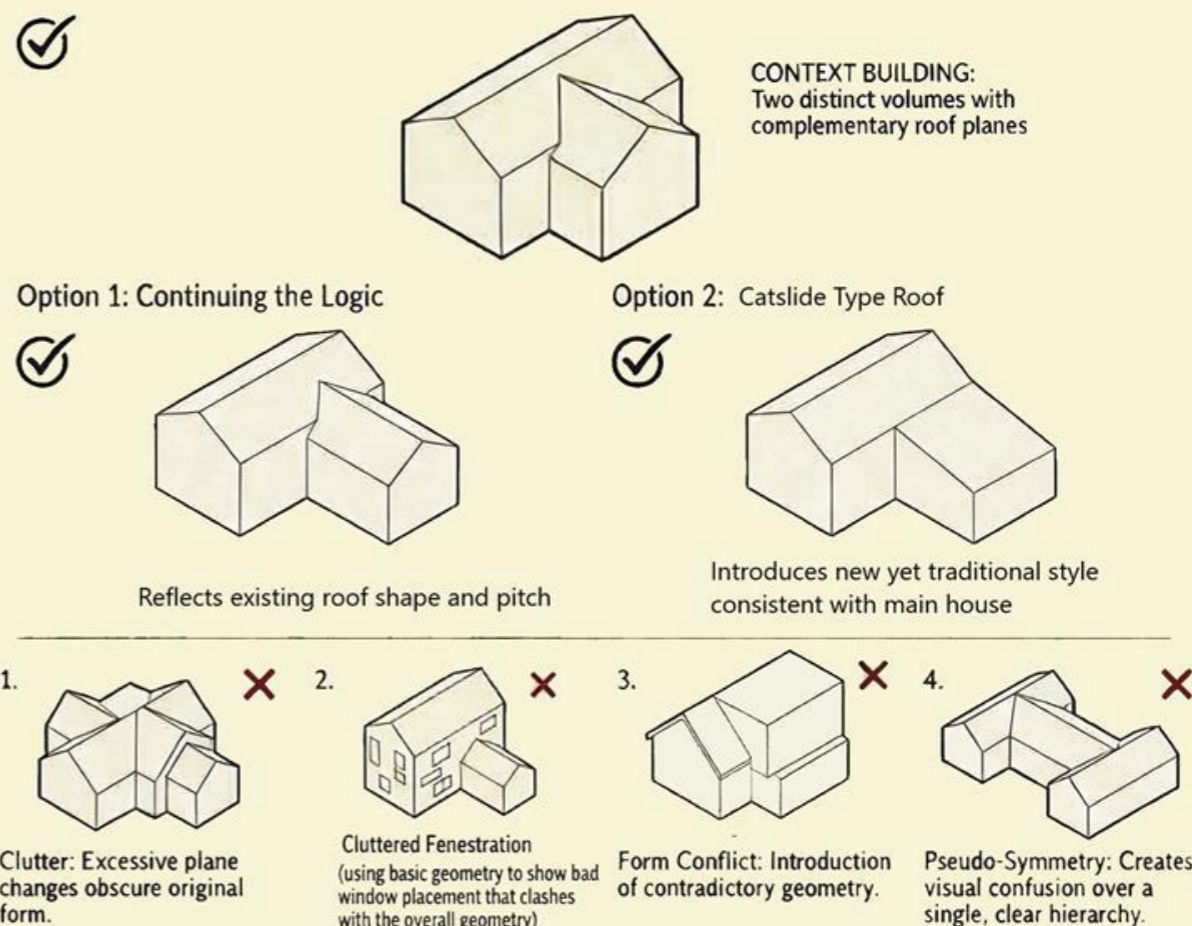 CONTEXT BUILDING:
Two distinct volumes with
complementary roof planes
Option 1: Continuing the Logic
Option 2: Catslide Type Roof
Reflects existing roof shape and pitch
Introduces new yet traditional style
consistent with main house
1.
Clutter: Excessive plane
changes obscure original
form.
2.
Cluttered Fenestration
(using basic geometry to show bad
window placement that clashes
with the overall geometry)
3.
Form Conflict: Introduction
of contradictory geometry.
4.
Pseudo-Symmetry: Creates
visual confusion over a
single, clear hierarchy.